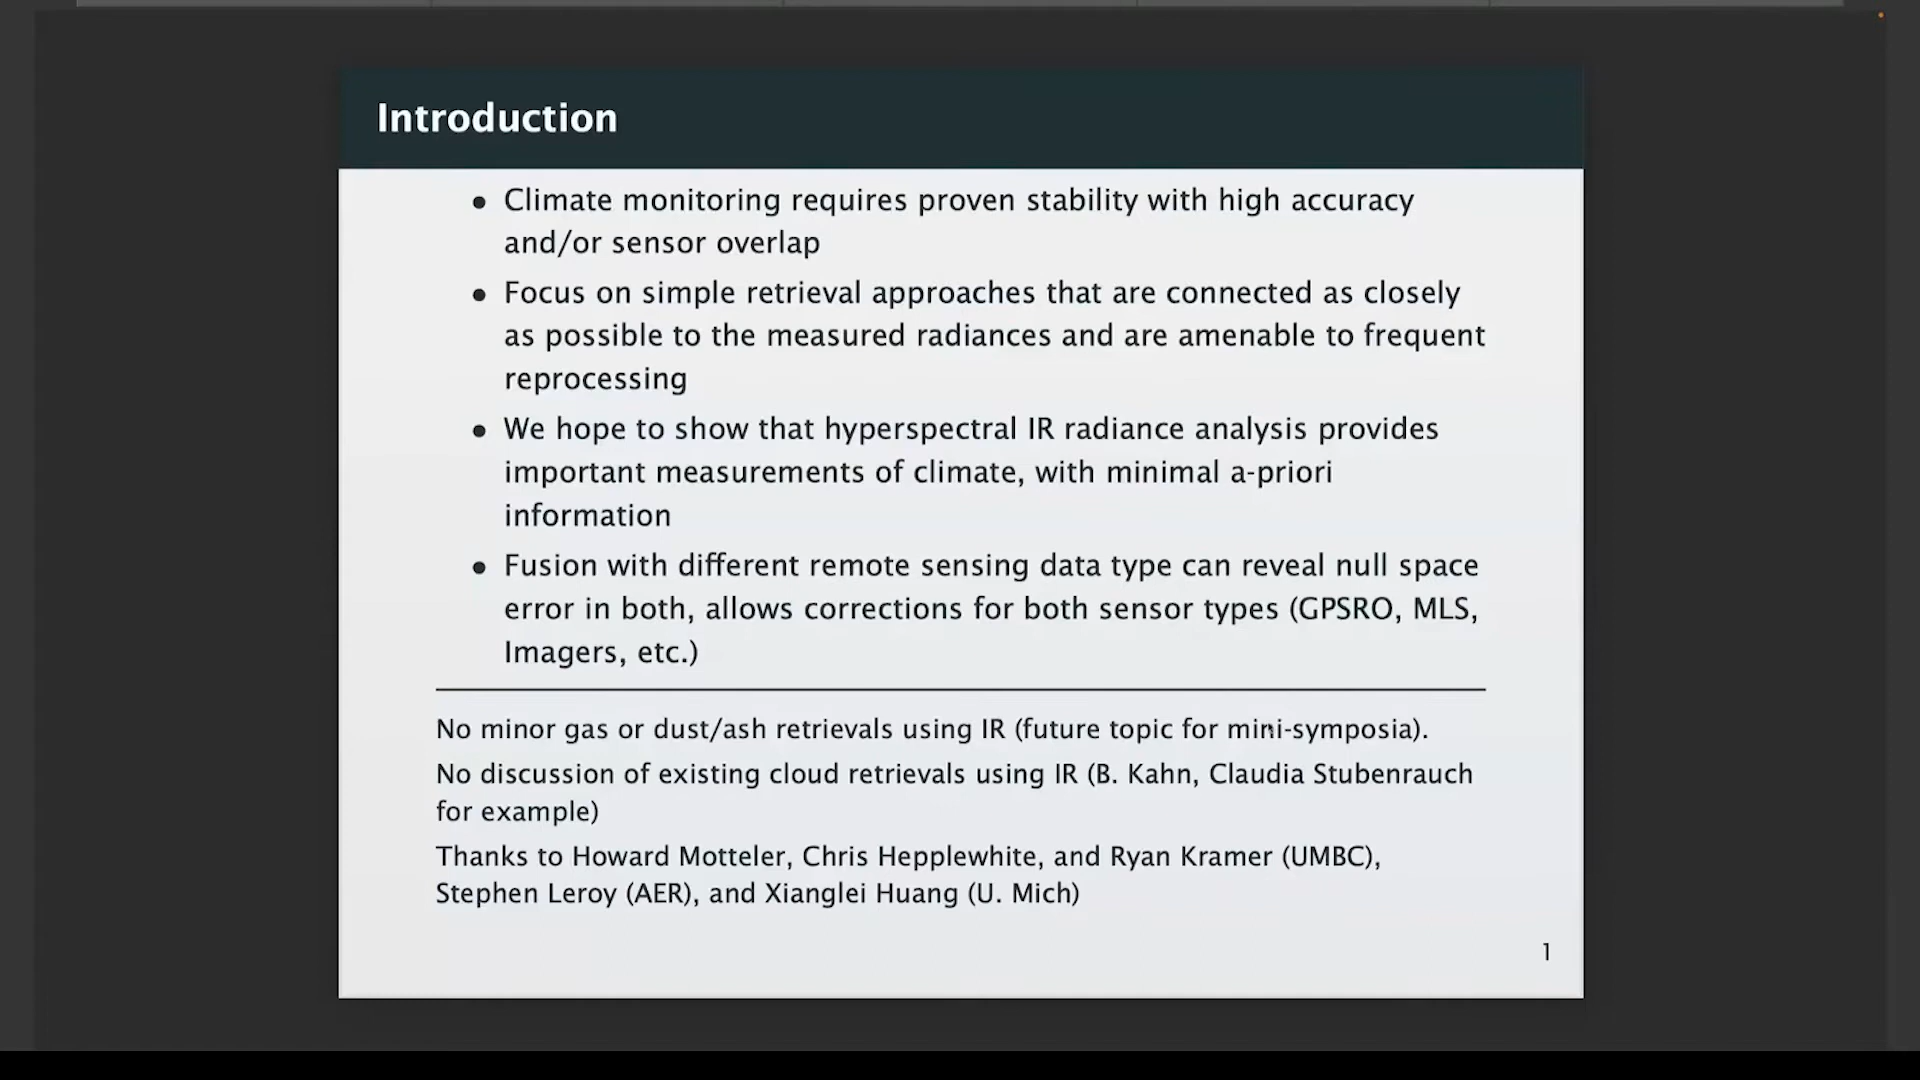 Introduction
• Climate monitoring requires proven stability with high accuracy
and/or sensor overlap
• Focus on simple retrieval approaches that are connected as closely
as possible to the measured radiances and are amenable to frequent
reprocessing
• We hope to show that hyperspectral IR radiance analysis provides
important measurements of climate, with minimal a-priori
information
• Fusion with different remote sensing data type can reveal null space
error in both, allows corrections for both sensor types (GPSRO, MLS,
Imagers, etc.)
No minor gas or dust/ash retrievals using IR (future topic for mini-symposia).
No discussion of existing cloud retrievals using IR (B. Kahn, Claudia Stubenrauch
for example)
Thanks to Howard Motteler, Chris Hepplewhite, and Ryan Kramer (UMBC),
Stephen Leroy (AER), and Xianglei Huang (U. Mich)
1